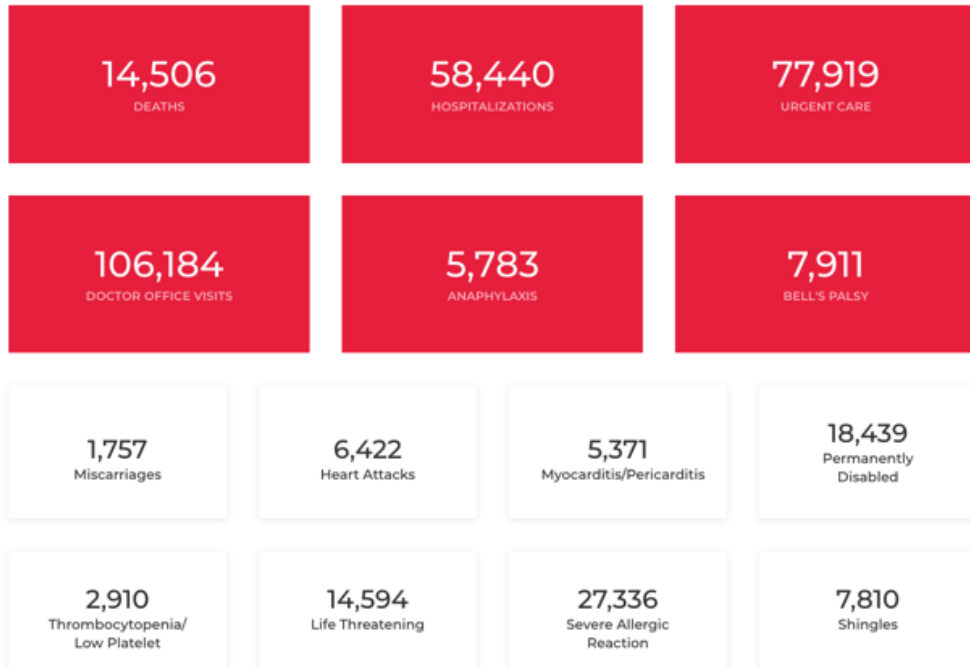 14,506
DEATHS
58,440
HOSPITALIZATIONS
77,919
URGENT CARE
106,184
DOCTOR OFFICE VISITS
5,783
ANAPHYLAXIS
7,911
BELL'S PALSY
1,757
Miscarriages
6,422
Heart Attacks
5,371
Myocarditis/Pericarditis
18,439
Permanently
Disabled
2,910
Thrombocytopenia/
Low Platelet
14,594
Life Threatening
27,336
Severe Allergic
Reaction
7,810
Shingles